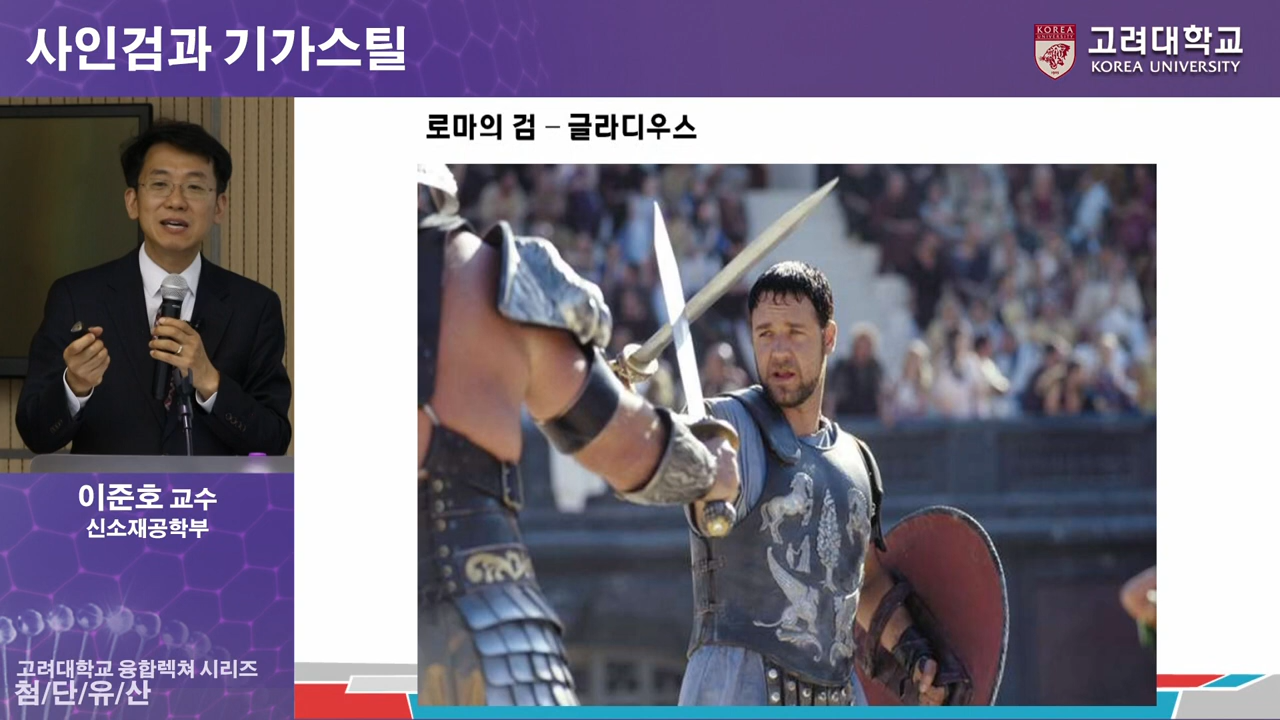 사인검과 기가스틸
KOREA
UNIVERSITY
고려대학교
KOREA UNIVERSITY
로마의 검 – 글라디우스
이준호 교수
신소재공학부
고려대학교 융합렉쳐 시리즈
첨/단/유/산